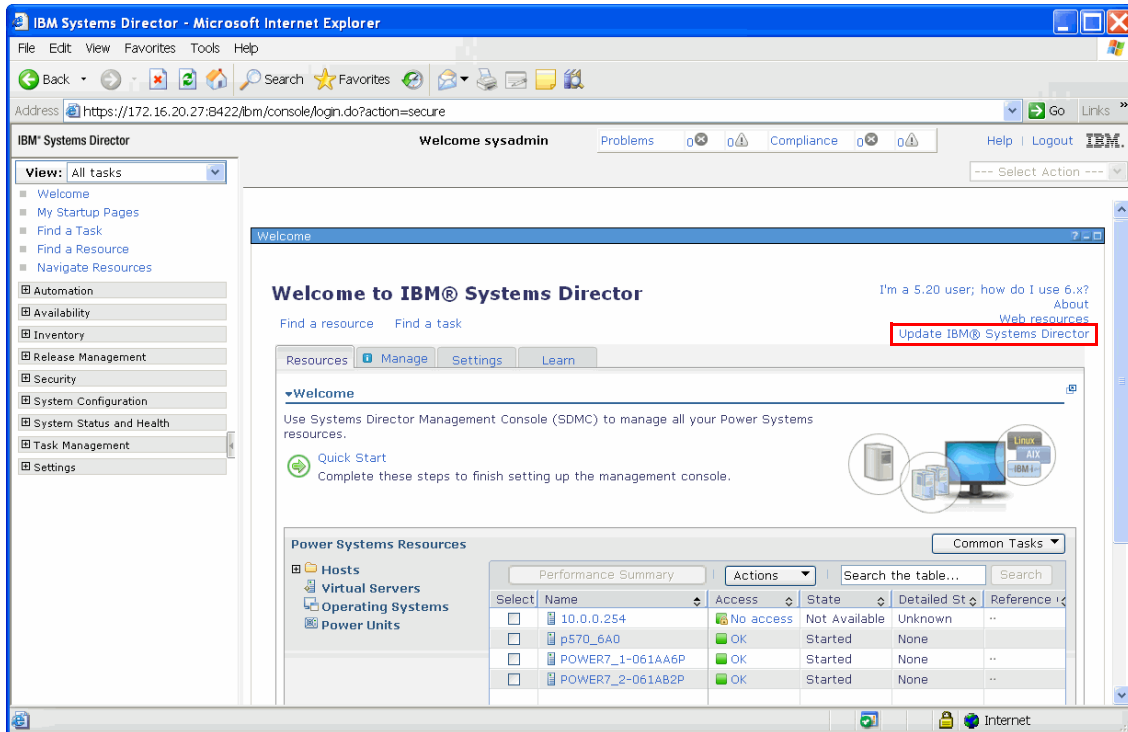 IBM Systems Director - Microsoft Internet Explorer
File Edit View Favorites Tools Help
Back Search Favorites
Address https://172.16.20.27:8422/ibm/console/login.do?action=secure Go Links »
IBM® Systems Director Welcome sysadmin Problems 0 0 Compliance 0 0 Help | Logout IBM.
View: All tasks --- Select Action ---
Welcome
My Startup Pages
Find a Task
Find a Resource
Navigate Resources
Automation
Availability
Inventory
Release Management
Security
System Configuration
System Status and Health
Task Management
Settings
Welcome ?
Welcome to IBM® Systems Director
I'm a 5.20 user; how do I use 6.x?
About
Web resources
Update IBM® Systems Director
Find a resource Find a task
Resources Manage Settings Learn
Welcome
Use Systems Director Management Console (SDMC) to manage all your Power Systems
resources.
Quick Start
Complete these steps to finish setting up the management console.
Linux
AIX
IBM i
Power Systems Resources Common Tasks
Hosts
Virtual Servers
Operating Systems
Power Units
Performance Summary Actions Search the table... Search
Select Name Access State Detailed St Reference
10.0.0.254 No access Not Available Unknown --
p570_6A0 OK Started None
POWER7_1-061AA6P OK Started None --
POWER7_2-061AB2P OK Started None --
Internet